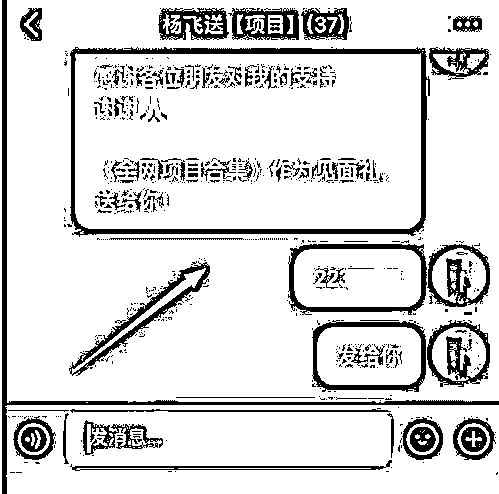 杨飞送【项目】(37)
感谢各位朋友对我的支持
谢谢人
《全网项目合集》作为见面礼,
送给你!
22
发给你
发消息...